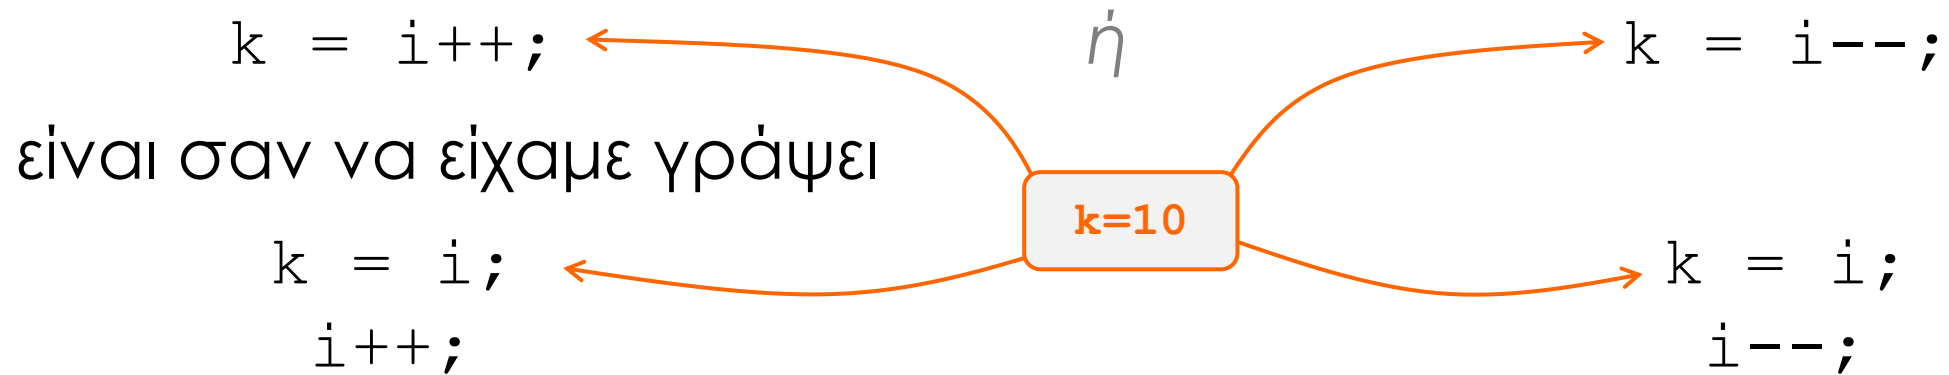 k = i++; ή k = i--;
είναι σαν να είχαμε γράψει
k=10
k = i; k = i;
i++; i--;